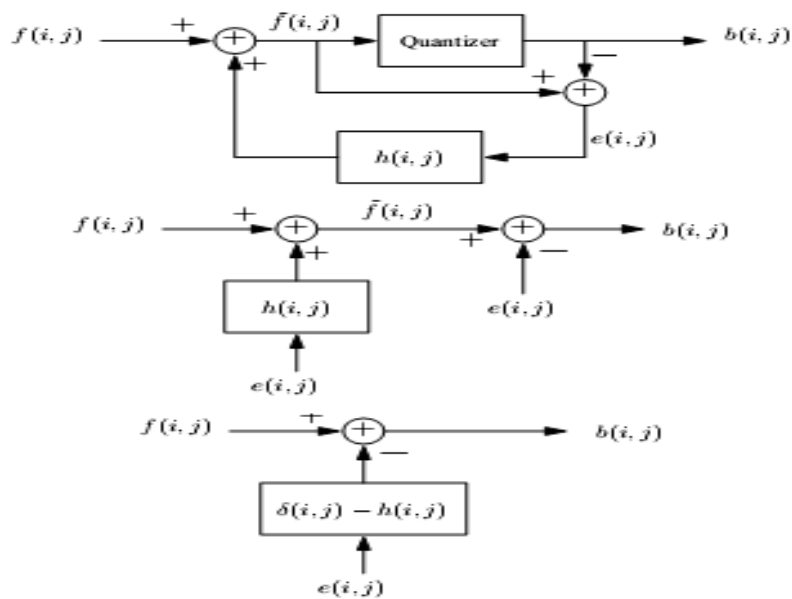 f(i, j) + + f̃(i, j) Quantizer b(i, j)
+ −
+ +
h(i, j) e(i, j)
f(i, j) + + f̃(i, j) + + b(i, j)
+ −
h(i, j) e(i, j)
e(i, j)
f(i, j) + + b(i, j)
−
δ(i, j) − h(i, j)
e(i, j)